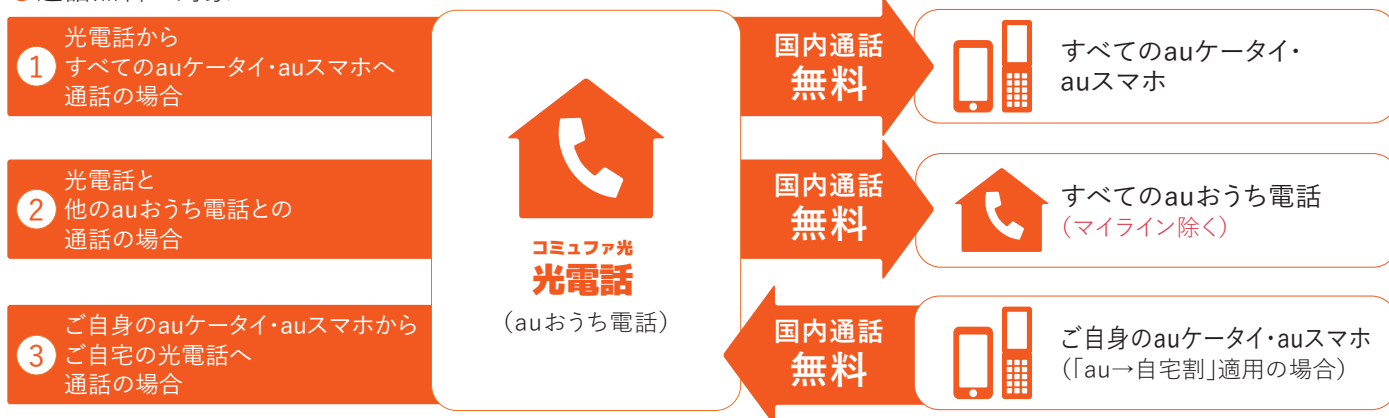 1
光電話から
すべてのauケータイ・auスマホへ
通話の場合
国内通話
無料
すべてのauケータイ・
auスマホ
2
光電話と
他のauおうち電話との
通話の場合
国内通話
無料
すべてのauおうち電話
(マイライン除く)
コミュファ光
光電話
(auおうち電話)
3
ご自身のauケータイ・auスマホから
ご自宅の光電話へ
通話の場合
国内通話
無料
ご自身のauケータイ・auスマホ
(「au→自宅割」適用の場合)